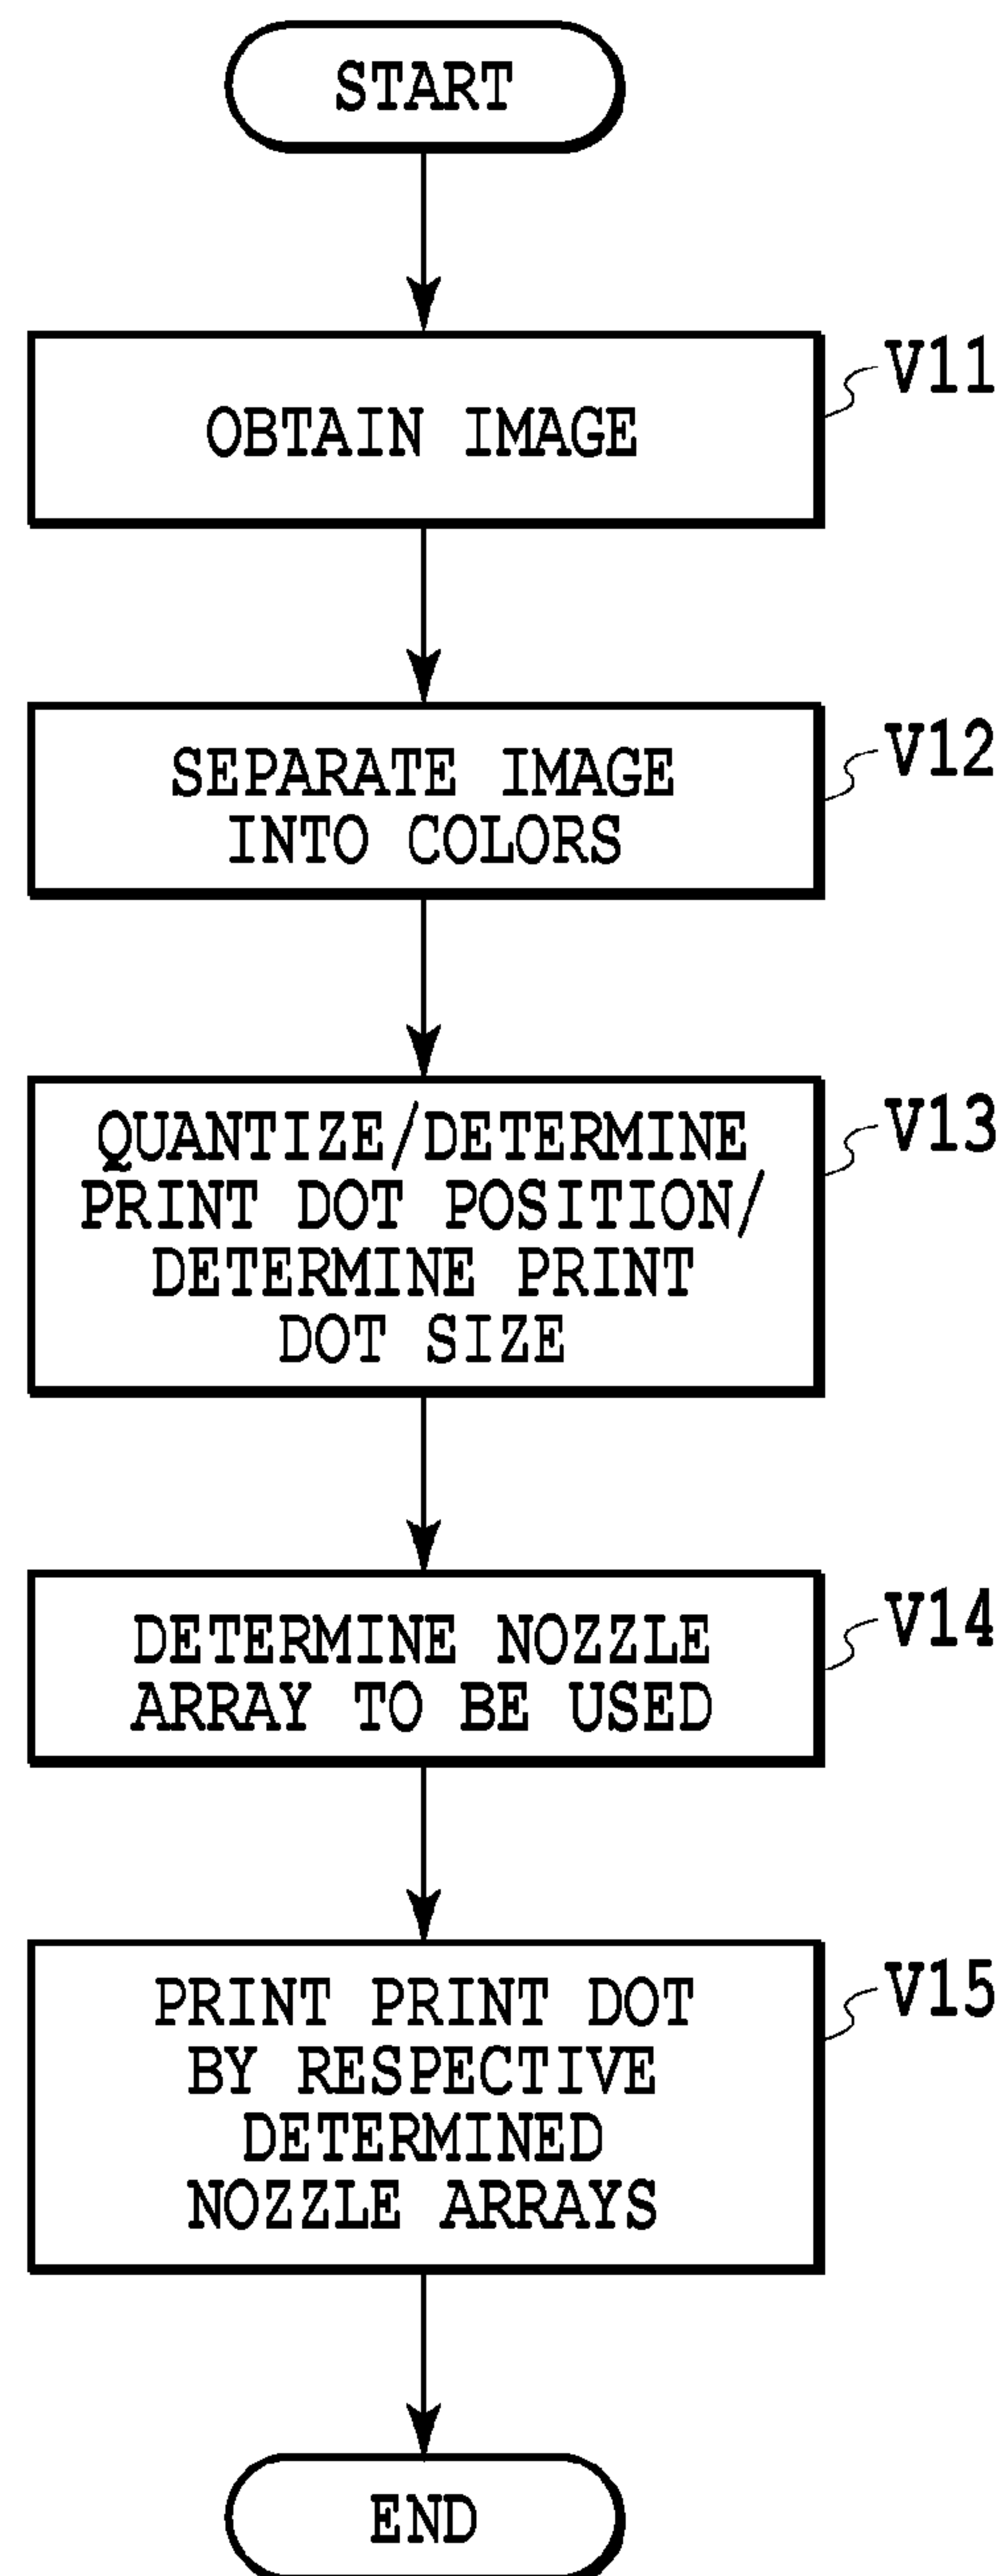 START
OBTAIN IMAGE
V11
SEPARATE IMAGE
INTO COLORS
V12
QUANTIZE/DETERMINE
PRINT DOT POSITION/
DETERMINE PRINT
DOT SIZE
V13
DETERMINE NOZZLE
ARRAY TO BE USED
V14
PRINT PRINT DOT
BY RESPECTIVE
DETERMINED
NOZZLE ARRAYS
V15
END